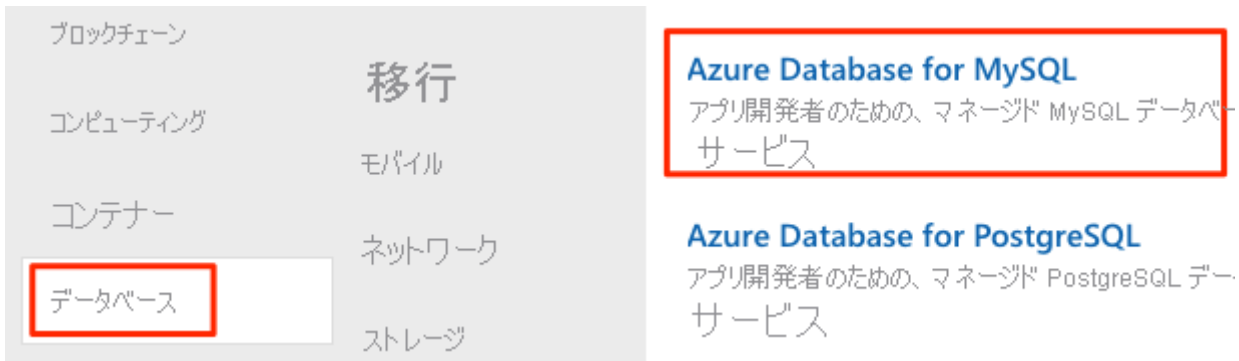 ブロックチェーン
コンピューティング
コンテナー
データベース
移行
モバイル
ネットワーク
ストレージ
Azure Database for MySQL
アプリ開発者のための、マネージド MySQL データベー
サービス
Azure Database for PostgreSQL
アプリ開発者のための、マネージド PostgreSQL デー
サービス